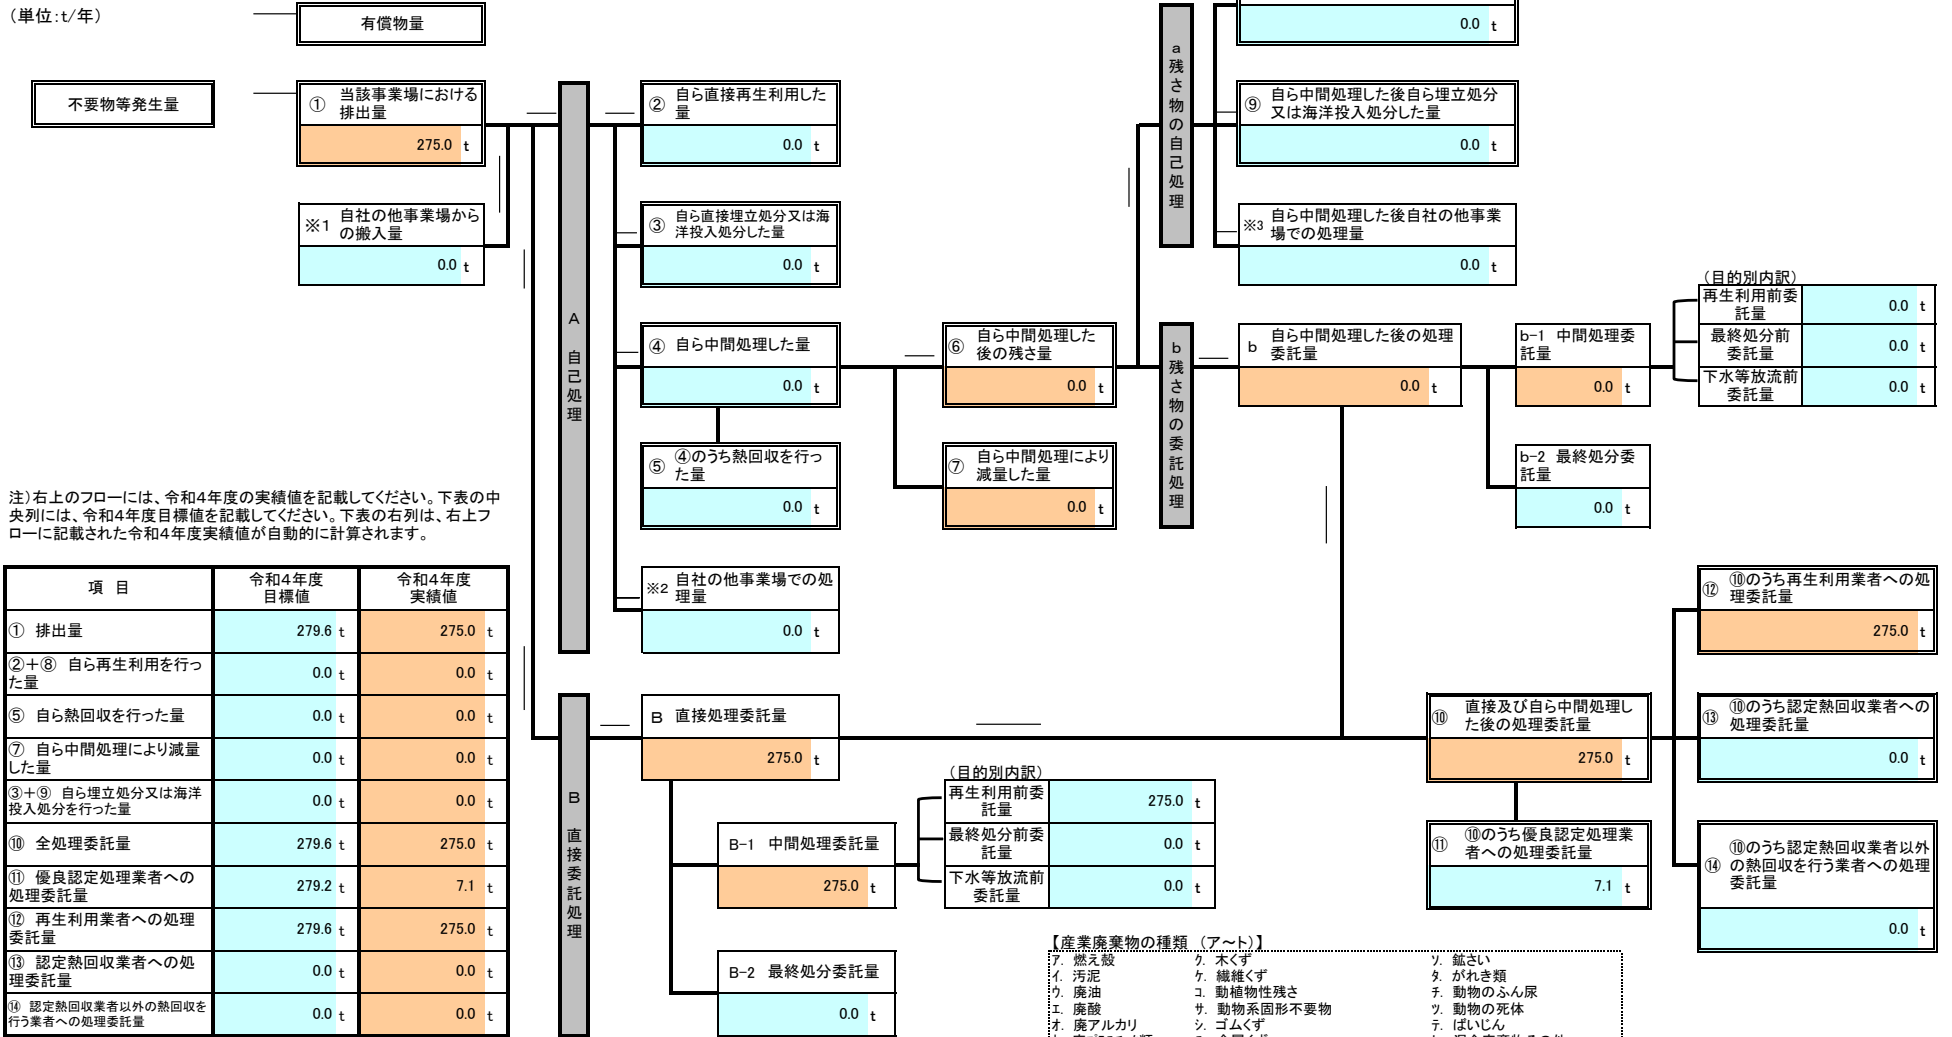 （単位：t/年）
有償物量
0.0 t
不要物等発生量
① 当該事業場における
排出量
275.0 t
※1 自社の他事業場から
の搬入量
0.0 t
A 自己処理
② 自ら直接再生利用した
量
0.0 t
③ 自ら直接埋立処分又は海
洋投入処分した量
0.0 t
④ 自ら中間処理した量
0.0 t
⑤ ④のうち熱回収を行っ
た量
0.0 t
※2 自社の他事業場での処
理量
0.0 t
⑥ 自ら中間処理した
後の残さ量
0.0 t
⑦ 自ら中間処理により
減量した量
0.0 t
a残さ物の自己処理
⑨ 自ら中間処理した後自ら埋立処分
又は海洋投入処分した量
0.0 t
※3 自ら中間処理した後自社の他事業
場での処理量
0.0 t
b残さ物の委託処理
b 自ら中間処理した後の処理
委託量
0.0 t
b-1 中間処理委
託量
0.0 t
b-2 最終処分委
託量
0.0 t
（目的別内訳）
再生利用前委
託量
0.0 t
最終処分前
委託量
0.0 t
下水等放流前
委託量
0.0 t
注）右上のフローには、令和4年度の実績値を記載してください。下表の中
央列には、令和4年度目標値を記載してください。下表の右列は、右上フ
ローに記載された令和4年度実績値が自動的に計算されます。
項 目 令和4年度
目標値 令和4年度
実績値
① 排出量 279.6 t 275.0 t
②＋⑧ 自ら再生利用を行っ
た量 0.0 t 0.0 t
⑤ 自ら熱回収を行った量 0.0 t 0.0 t
⑦ 自ら中間処理により減量
した量 0.0 t 0.0 t
③＋⑨ 自ら埋立処分又は海洋
投入処分を行った量 0.0 t 0.0 t
⑩ 全処理委託量 279.6 t 275.0 t
⑪ 優良認定処理業者への
処理委託量 279.2 t 7.1 t
⑫ 再生利用業者への処理
委託量 279.6 t 275.0 t
⑬ 認定熱回収業者への処
理委託量 0.0 t 0.0 t
⑭ 認定熱回収業者以外の熱回収を
行う業者への処理委託量 0.0 t 0.0 t
B 直接委託処理
B 直接処理委託量
275.0 t
B-1 中間処理委託量
275.0 t
B-2 最終処分委託量
0.0 t
（目的別内訳）
再生利用前委
託量
275.0 t
最終処分前委
託量
0.0 t
下水等放流前
委託量
0.0 t
⑩ 直接及び自ら中間処理し
た後の処理委託量
275.0 t
⑪ ⑩のうち優良認定処理業
者への処理委託量
7.1 t
⑫ ⑩のうち再生利用業者への処
理委託量
275.0 t
⑬ ⑩のうち認定熱回収業者への
処理委託量
0.0 t
⑭ ⑩のうち認定熱回収業者以外
の熱回収を行う業者への処理
委託量
0.0 t
【産業廃棄物の種類 （ア～ト）】
ア. 燃え殻 ク. 木くず ソ. 鉱さい
イ. 汚泥 ケ. 繊維くず タ. がれき類
ウ. 廃油 コ. 動植物性残さ チ. 動物のふん尿
エ. 廃酸 サ. 動物系固形不要物 ツ. 動物の死体
オ. 廃アルカリ シ. ゴムくず テ. ばいじん